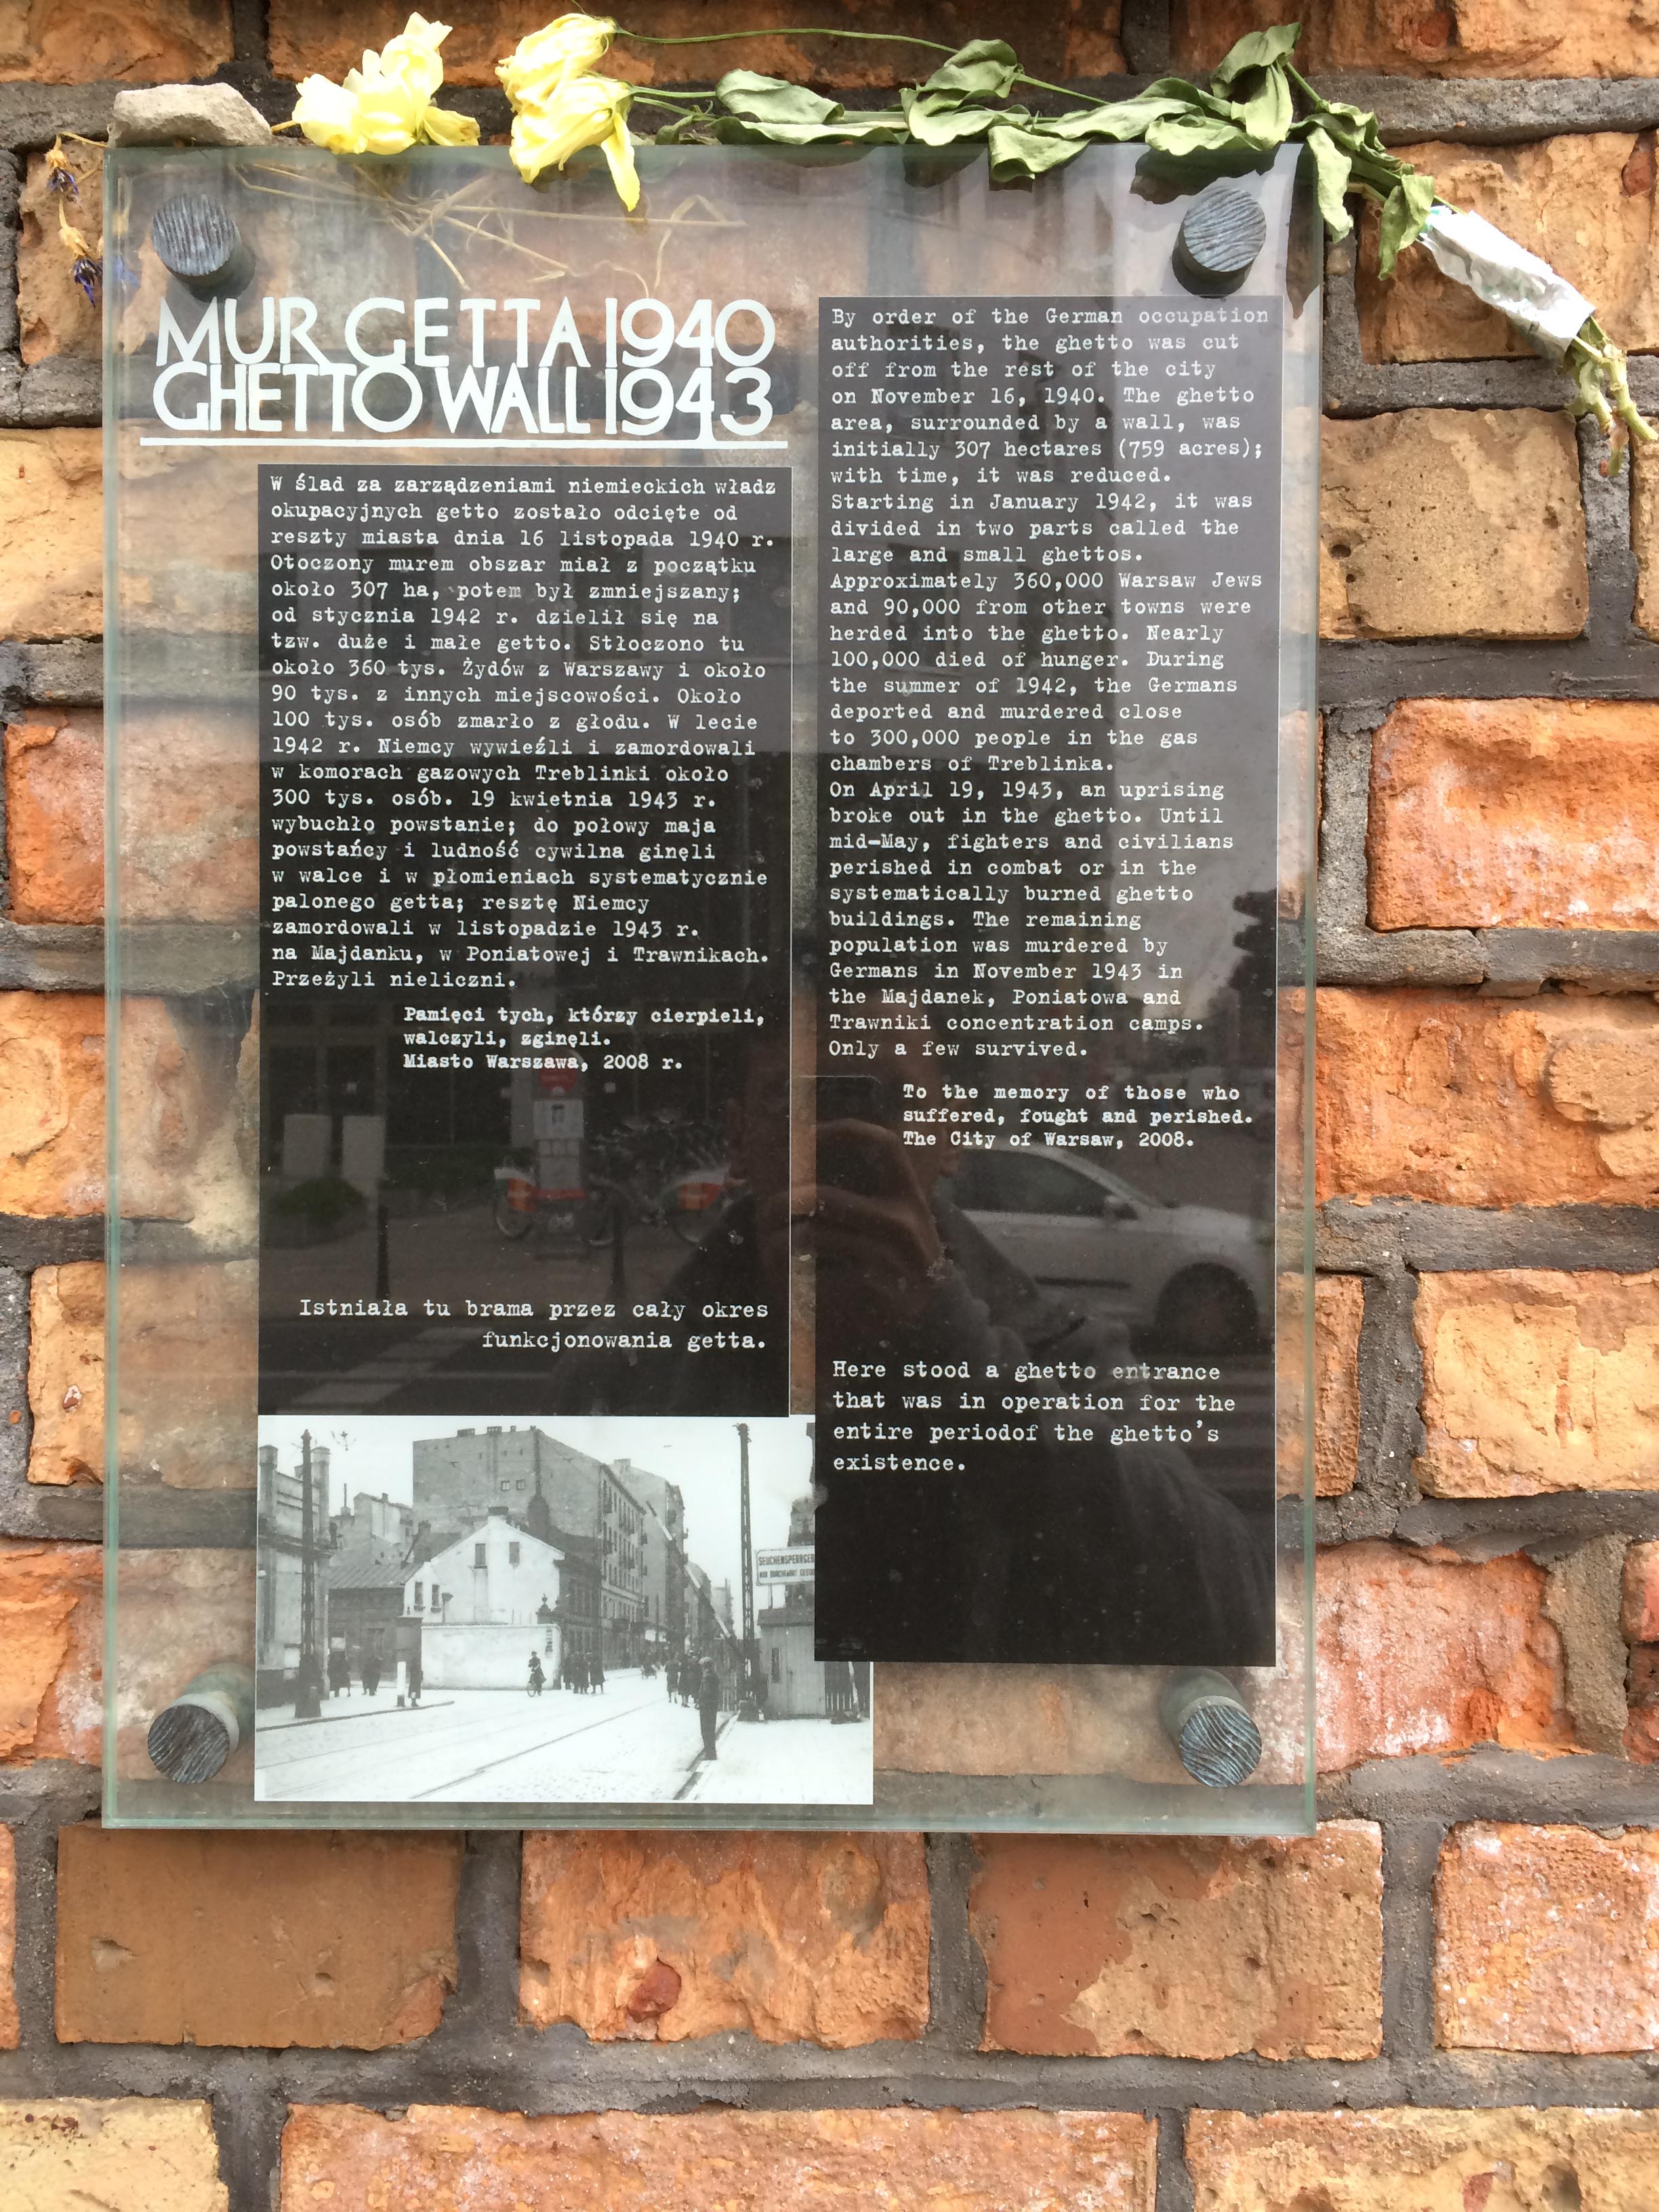 MUR GETTA 1940
GHETTO WALL 1943
W ślad za zarządzeniami niemieckich władz
okupacyjnych getto zostało odcięte od
reszty miasta dnia 16 listopada 1940 r.
Otoczony murem obszar miał z początku
około 307 ha, potem był zmniejszany;
od stycznia 1942 r. dzielił się na
tzw. duże i małe getto. Stłoczono tu
około 360 tys. Żydów z Warszawy i około
90 tys. z innych miejscowości. Około
100 tys. osób zmarło z głodu. W lecie
1942 r. Niemcy wywieźli i zamordowali
w komorach gazowych Treblinki około
300 tys. osób. 19 kwietnia 1943 r.
wybuchło powstanie; do połowy maja
powstańcy i ludność cywilna ginęli
w walce i w płomieniach systematycznie
palonego getta; resztę Niemcy
zamordowali w listopadzie 1943 r.
na Majdanku, w Poniatowej i Trawnikach.
Przeżyli nieliczni.
Pamięci tych, którzy cierpieli,
walczyli, zginęli.
Miasto Warszawa, 2008 r.
Istniała tu brama przez cały okres
funkcjonowania getta.
By order of the German occupation
authorities, the ghetto was cut
off from the rest of the city
on November 16, 1940. The ghetto
area, surrounded by a wall, was
initially 307 hectares (759 acres);
with time, it was reduced.
Starting in January 1942, it was
divided in two parts called the
large and small ghettos.
Approximately 360,000 Warsaw Jews
and 90,000 from other towns were
herded into the ghetto. Nearly
100,000 died of hunger. During
the summer of 1942, the Germans
deported and murdered close
to 300,000 people in the gas
chambers of Treblinka.
On April 19, 1943, an uprising
broke out in the ghetto. Until
mid-May, fighters and civilians
perished in combat or in the
systematically burned ghetto
buildings. The remaining
population was murdered by
Germans in November 1943 in
the Majdanek, Poniatowa and
Trawniki concentration camps.
Only a few survived.
To the memory of those who
suffered, fought and perished.
The City of Warsaw, 2008.
Here stood a ghetto entrance
that was in operation for the
entire periodof the ghetto's
existence.